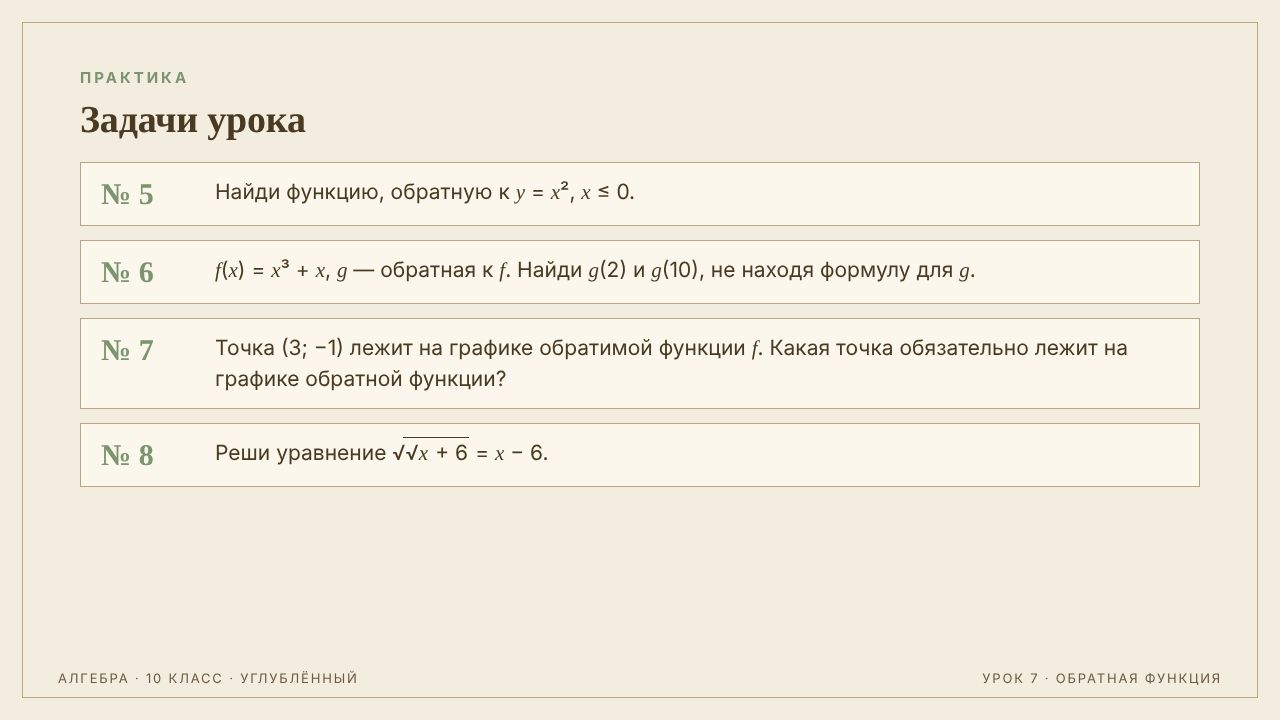 ПРАКТИКА
Задачи урока
№ 5 Найди функцию, обратную к y = x², x ≤ 0.
№ 6 f(x) = x³ + x, g — обратная к f. Найди g(2) и g(10), не находя формулу для g.
№ 7 Точка (3; −1) лежит на графике обратимой функции f. Какая точка обязательно лежит на
графике обратной функции?
№ 8 Реши уравнение √√x + 6 = x − 6.
АЛГЕБРА · 10 КЛАСС · УГЛУБЛЁННЫЙ
УРОК 7 · ОБРАТНАЯ ФУНКЦИЯ